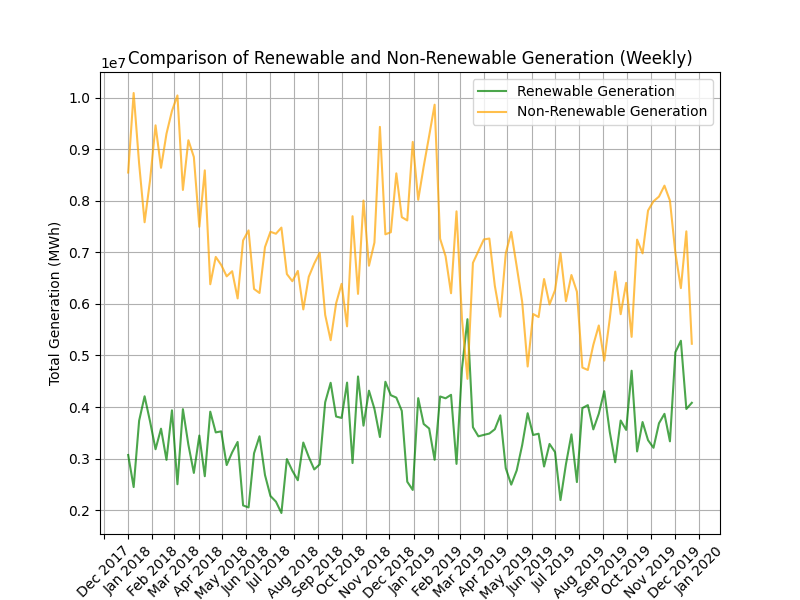 Comparison of Renewable and Non-Renewable Generation (Weekly)
1e7
Renewable Generation
Non-Renewable Generation
1.0
0.9
0.8
0.7
0.6
0.5
0.4
0.3
0.2
Total Generation (MWh)
Dec 2017
Jan 2018
Feb 2018
Mar 2018
Apr 2018
May 2018
Jun 2018
Jul 2018
Aug 2018
Sep 2018
Oct 2018
Nov 2018
Dec 2018
Jan 2019
Feb 2019
Mar 2019
Apr 2019
May 2019
Jun 2019
Jul 2019
Aug 2019
Sep 2019
Oct 2019
Nov 2019
Dec 2019
Jan 2020